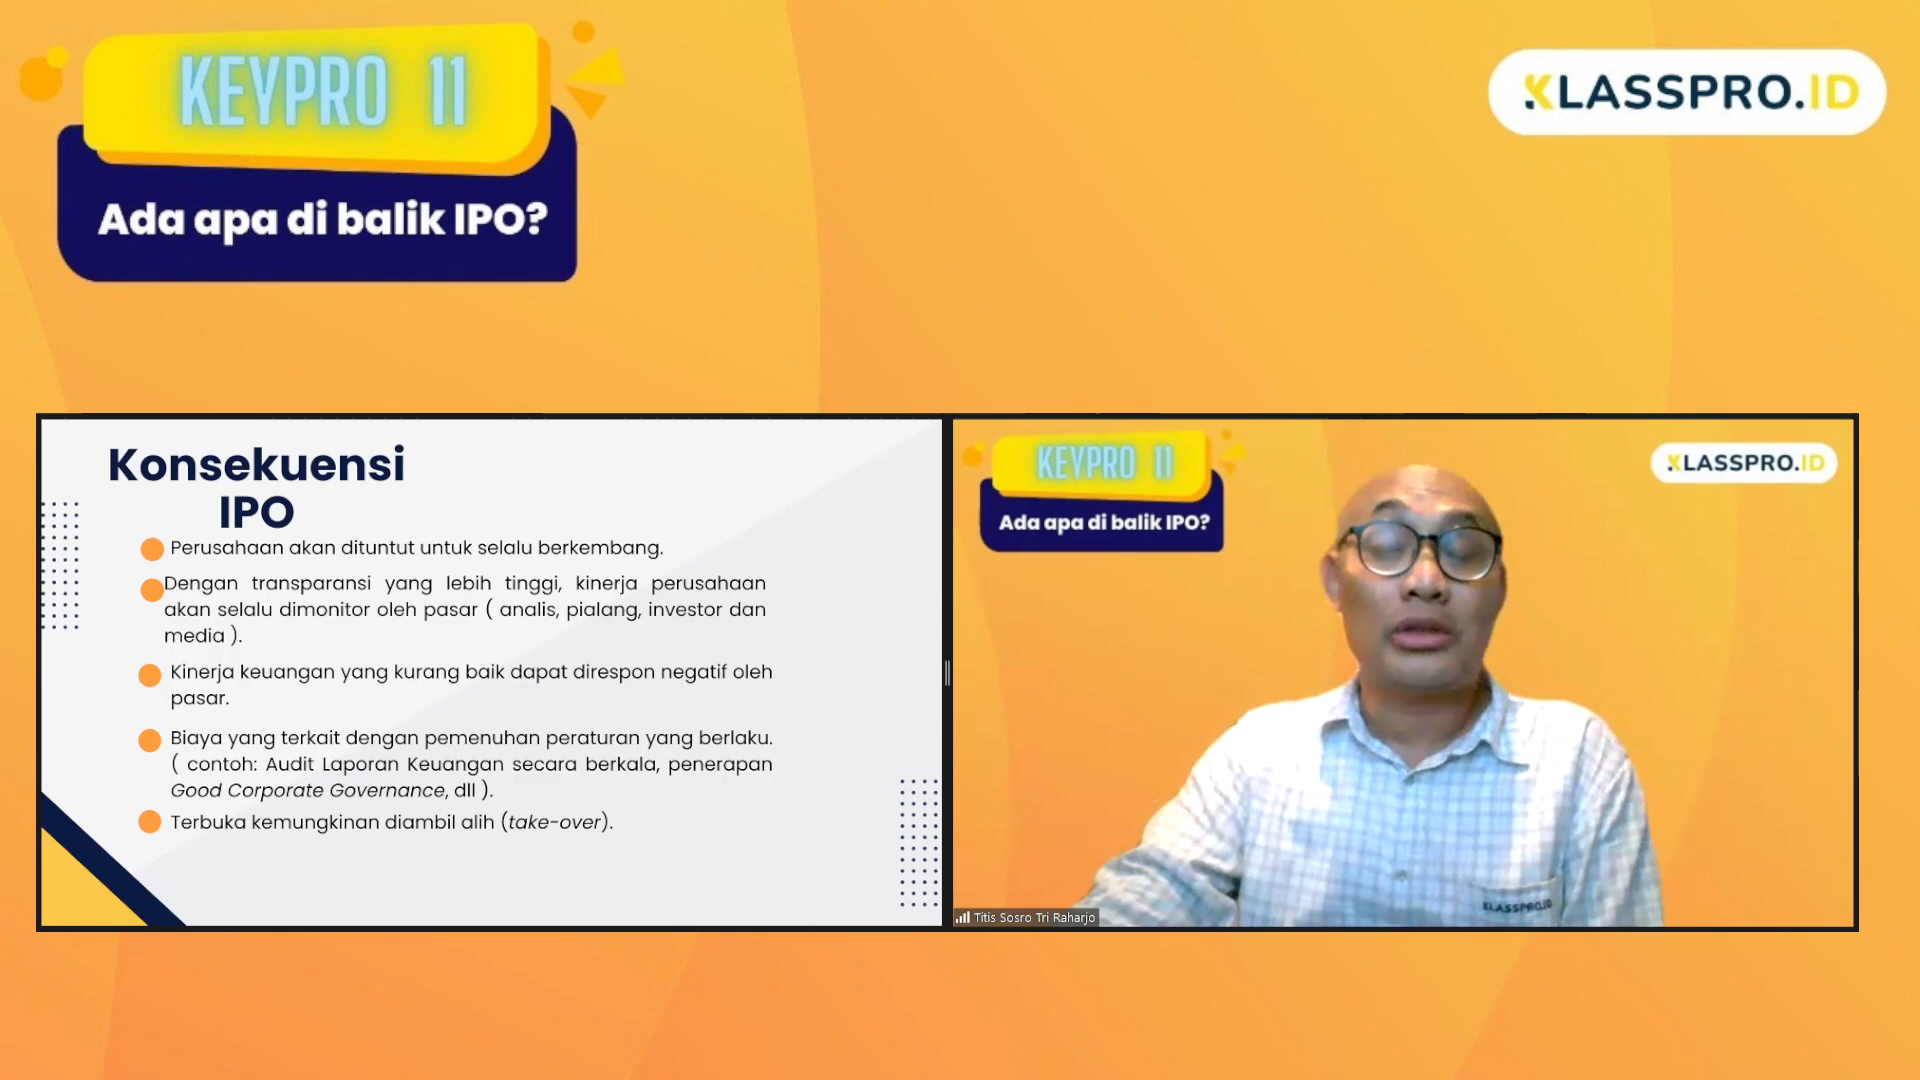 KEYPRO 11
KLASSPRO.ID
Ada apa di balik IPO?
Konsekuensi
IPO
Perusahaan akan dituntut untuk selalu berkembang.
Dengan transparansi yang lebih tinggi, kinerja perusahaan
akan selalu dimonitor oleh pasar ( analis, pialang, investor dan
media ).
Kinerja keuangan yang kurang baik dapat direspon negatif oleh
pasar.
Biaya yang terkait dengan pemenuhan peraturan yang berlaku.
( contoh: Audit Laporan Keuangan secara berkala, penerapan
Good Corporate Governance, dll ).
Terbuka kemungkinan diambil alih (take-over).
KEYPRO 11
KLASSPRO.ID
Ada apa di balik IPO?
KLASSPRO.ID
Titis Sosro Tri Raharjo